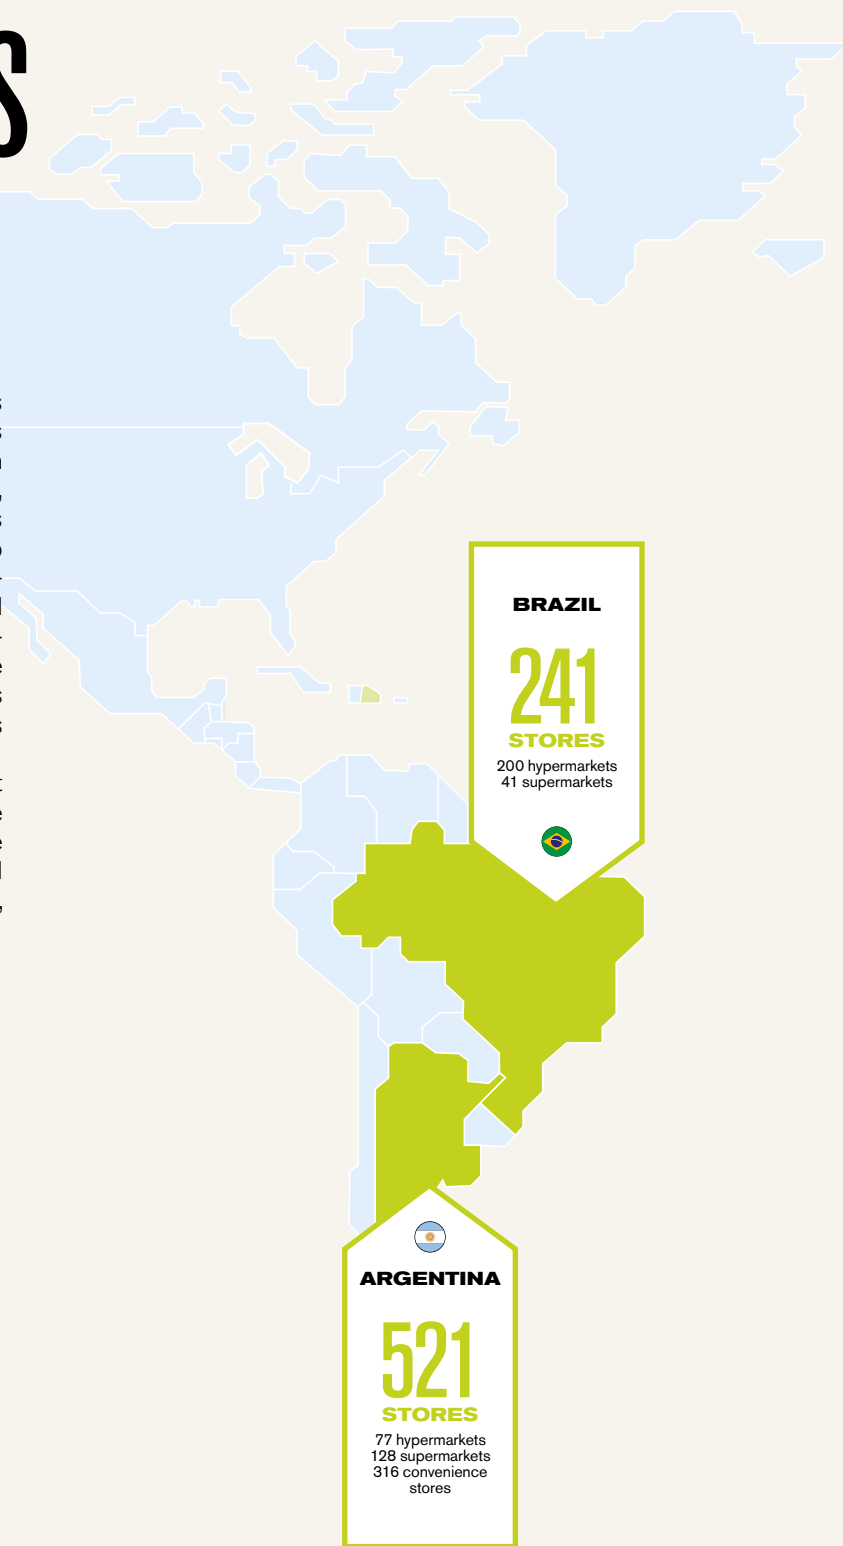 S
BRAZIL
241
STORES
200 hypermarkets
41 supermarkets
ARGENTINA
521
STORES
77 hypermarkets
128 supermarkets
316 convenience
stores